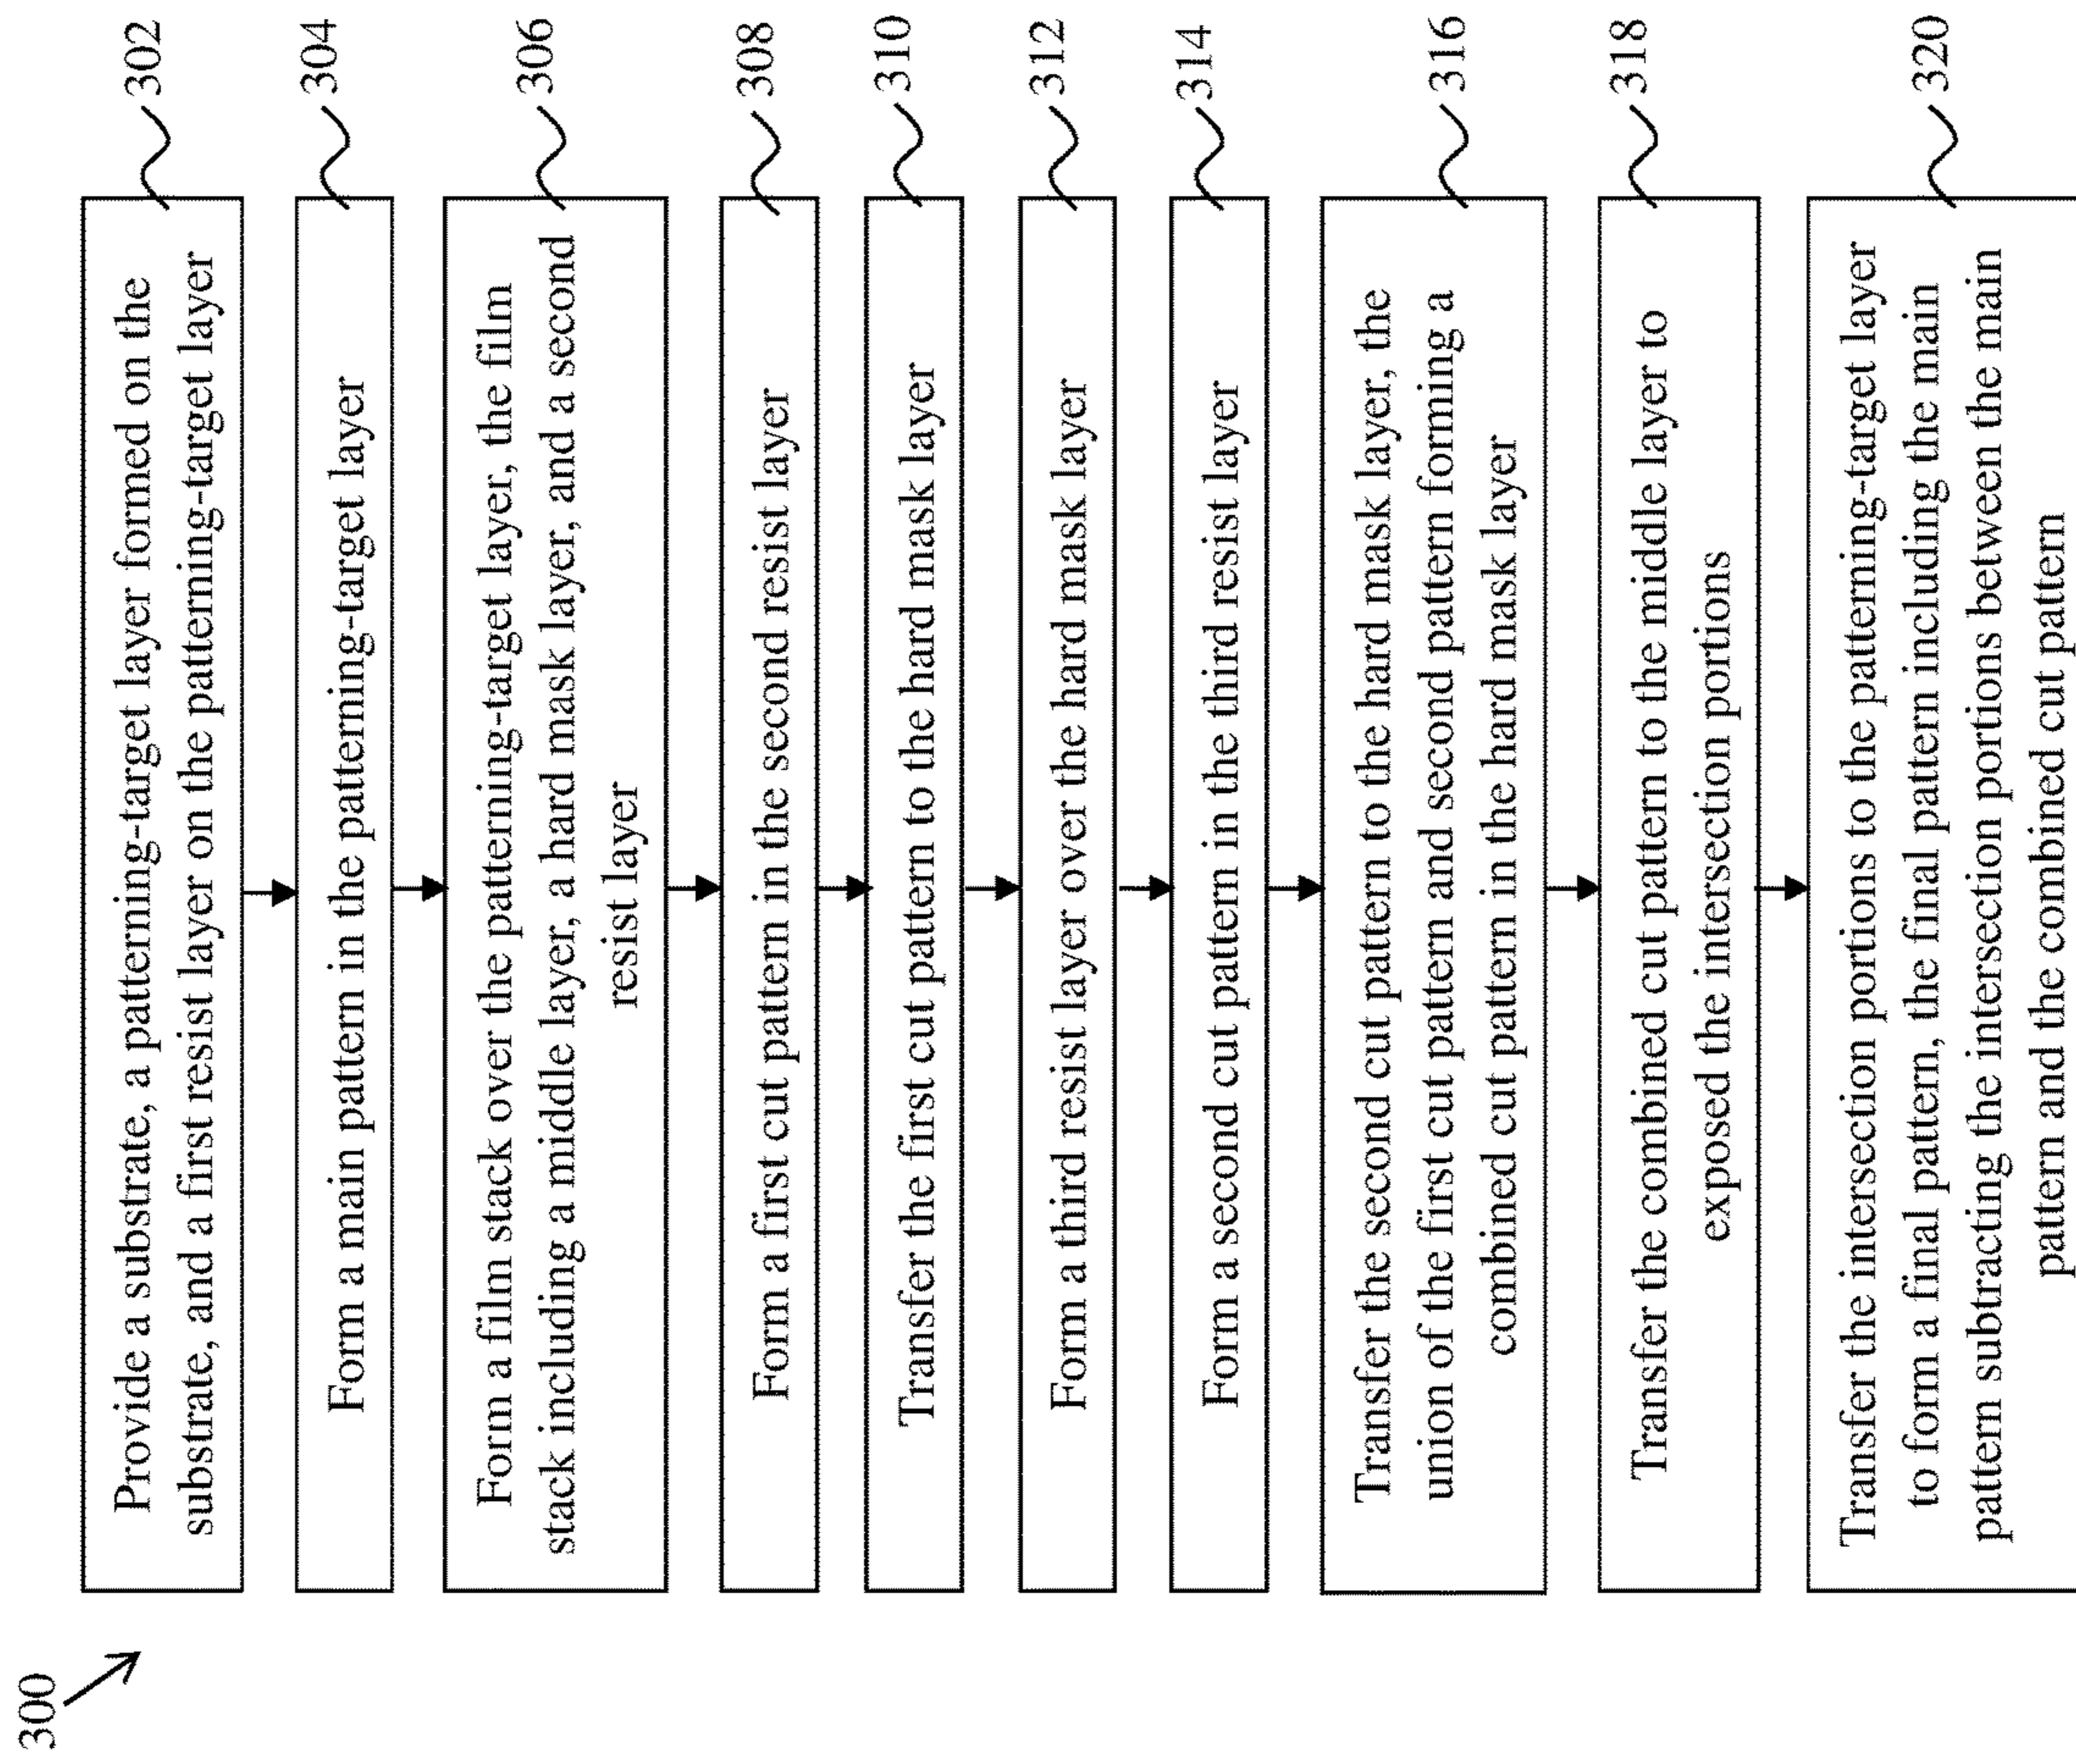 300
Provide a substrate, a patterning-target layer formed on the
substrate, and a first resist layer on the patterning-target layer
302
Form a main pattern in the patterning-target layer
304
Form a film stack over the patterning-target layer, the film
stack including a middle layer, a hard mask layer, and a second
resist layer
306
Form a first cut pattern in the second resist layer
308
Transfer the first cut pattern to the hard mask layer
310
Form a third resist layer over the hard mask layer
312
Form a second cut pattern in the third resist layer
314
Transfer the second cut pattern to the hard mask layer, the
union of the first cut pattern and second pattern forming a
combined cut pattern in the hard mask layer
316
Transfer the combined cut pattern to the middle layer to
exposed the intersection portions
318
Transfer the intersection portions to the patterning-target layer
to form a final pattern, the final pattern including the main
pattern subtracting the intersection portions between the main
pattern and the combined cut pattern
320